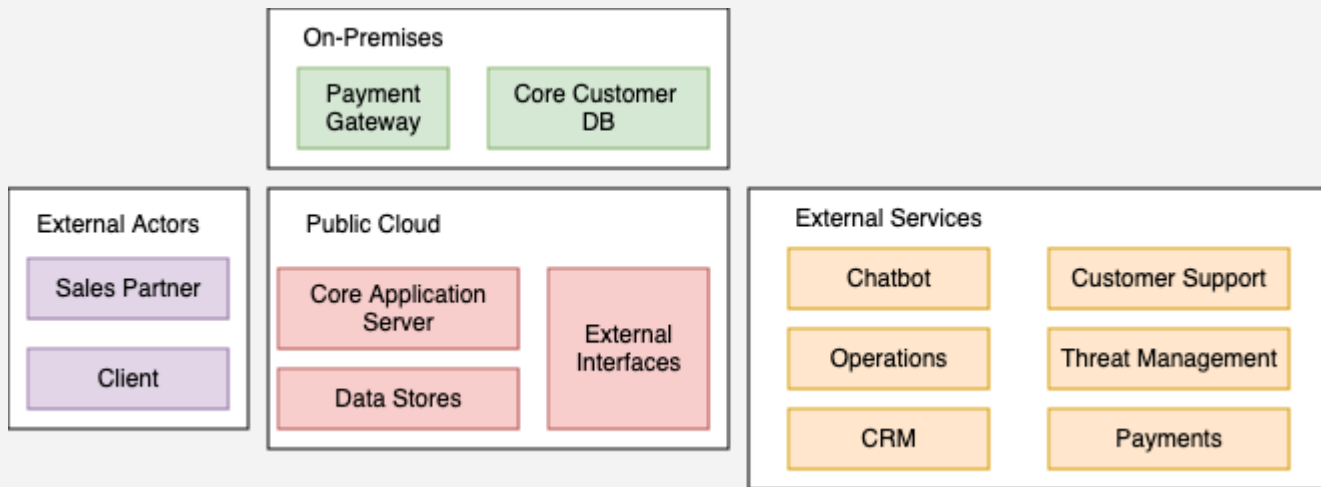 On-Premises
Payment
Gateway
Core Customer
DB
External Actors
Sales Partner
Client
Public Cloud
Core Application
Server
Data Stores
External
Interfaces
External Services
Chatbot
Customer Support
Operations
Threat Management
CRM
Payments